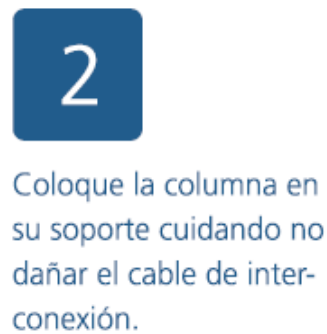 2
Coloque la columna en
su soporte cuidando no
dañar el cable de inter-
conexión.